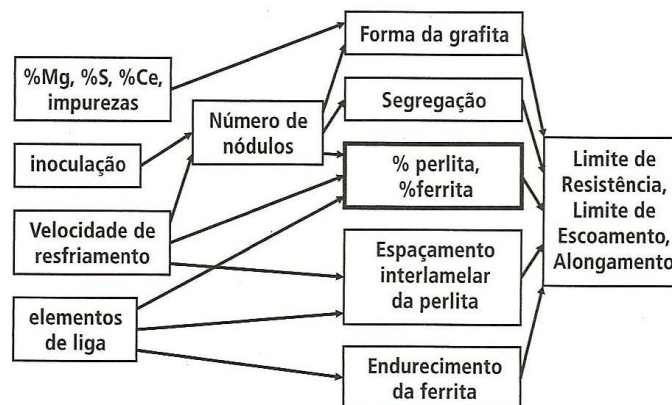 %Mg, %S, %Ce,
impurezas
inoculação
Velocidade de
resfriamento
elementos
de liga
Número de
nódulos
Forma da grafita
Segregação
% perlita,
%ferrita
Espaçamento
interlamelar
da perlita
Endurecimento
da ferrita
Limite de
Resistência,
Limite de
Escoamento,
Alongamento